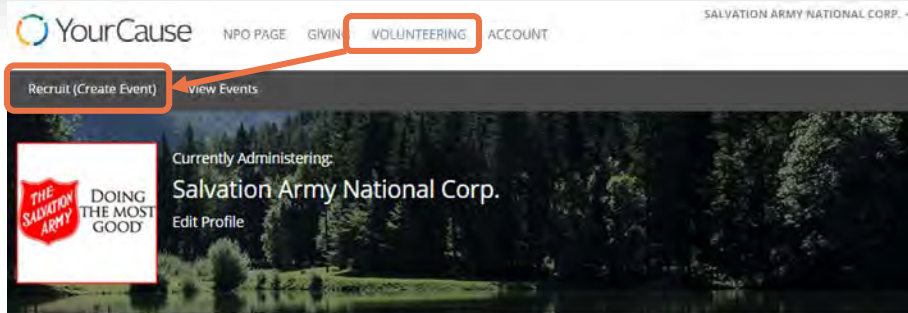 YourCause NPO PAGE GIVING VOLUNTEERING ACCOUNT SALVATION ARMY NATIONAL CORP.
Recruit (Create Event) View Events
Currently Administering:
Salvation Army National Corp.
Edit Profile
THE
SALVATION
ARMY
DOING
THE MOST
GOOD